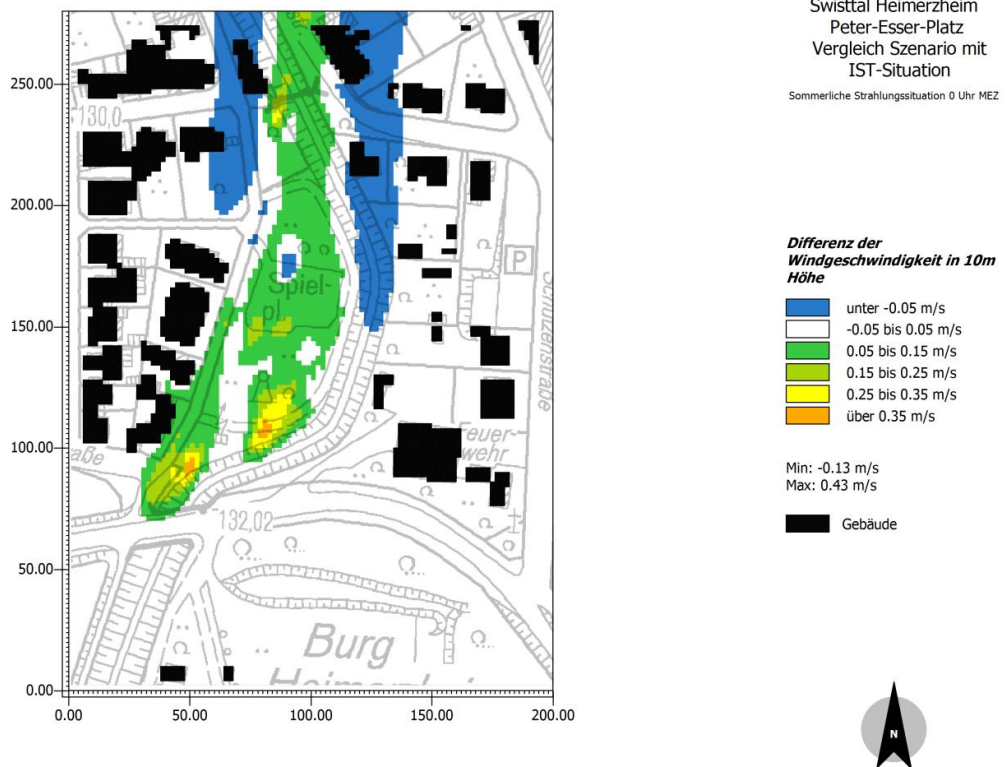 Swisttal Heimerzheim
Peter-Esser-Platz
Vergleich Szenario mit
IST-Situation
Sommerliche Strahlungssituation 0 Uhr MEZ
250.00
200.00
150.00
100.00
50.00
0.00
0.00
50.00
100.00
150.00
200.00
130,0
Spiel-
pl.
P
Schützenstraße
aße
Feuer-
wehr
132,02
Burg
Differenz der
Windgeschwindigkeit in 10m
Höhe
unter -0.05 m/s
-0.05 bis 0.05 m/s
0.05 bis 0.15 m/s
0.15 bis 0.25 m/s
0.25 bis 0.35 m/s
über 0.35 m/s
Min: -0.13 m/s
Max: 0.43 m/s
Gebäude
N